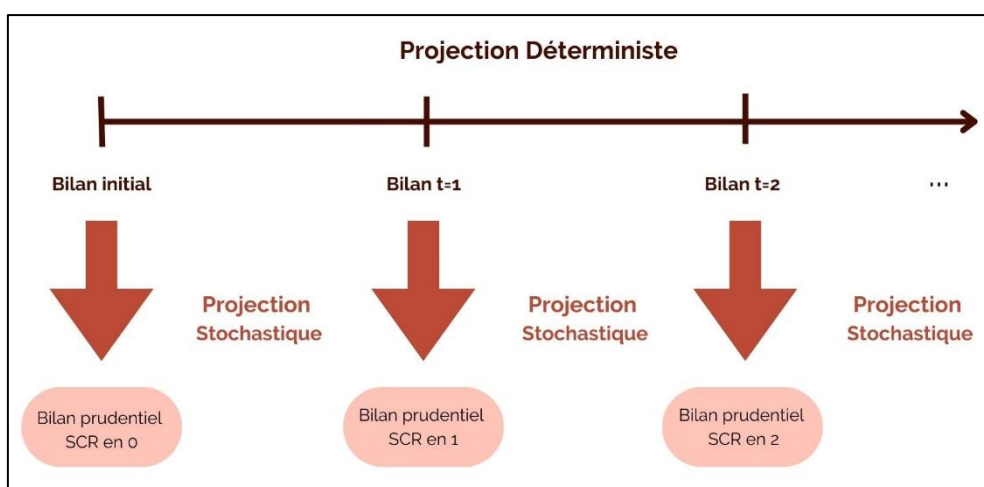 Projection Déterministe
Bilan initial
Bilan t=1
Bilan t=2
...
Projection
Stochastique
Projection
Stochastique
Projection
Stochastique
Bilan prudentiel
SCR en 0
Bilan prudentiel
SCR en 1
Bilan prudentiel
SCR en 2